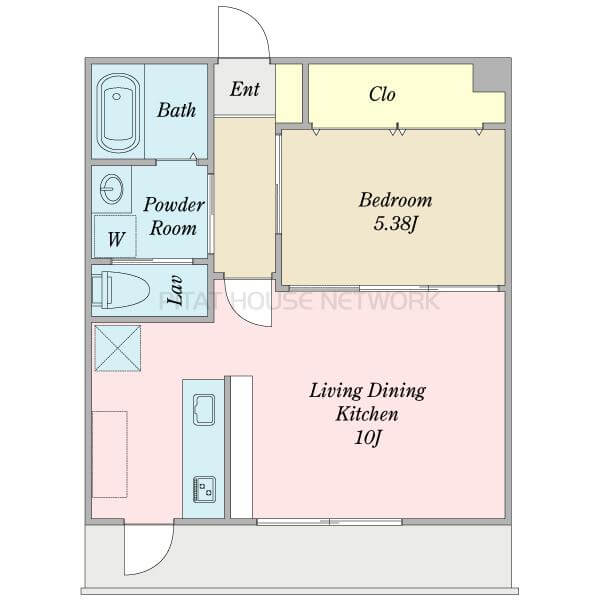 Ent
Clo
Bath
Bedroom
5.38J
Powder
Room
W
Lav
PITAT HOUSE NETWORK
Living Dining
Kitchen
10J